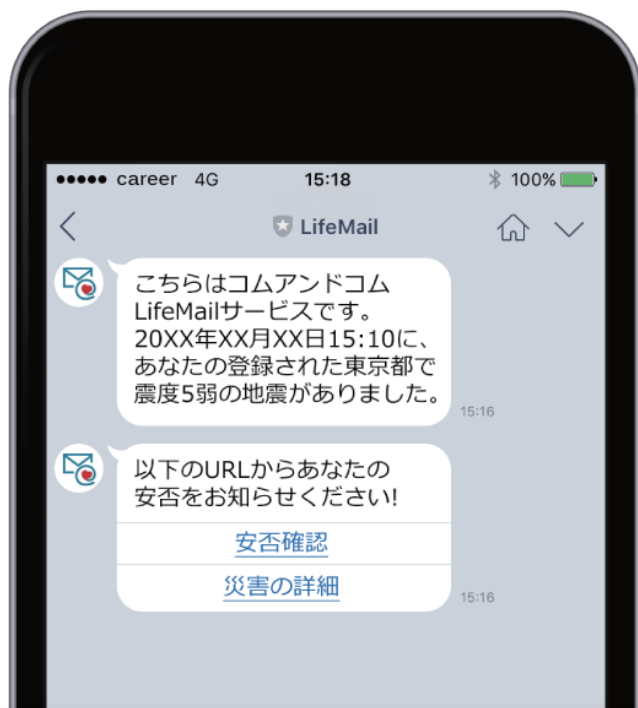 career 4G 15:18 100%
LifeMail
こちらはコムアンドコム
LifeMailサービスです。
20XX年XX月XX日15:10に、
あなたの登録された東京都で
震度5弱の地震がありました。
15:16
以下のURLからあなたの
安否をお知らせください!
安否確認
災害の詳細
15:16